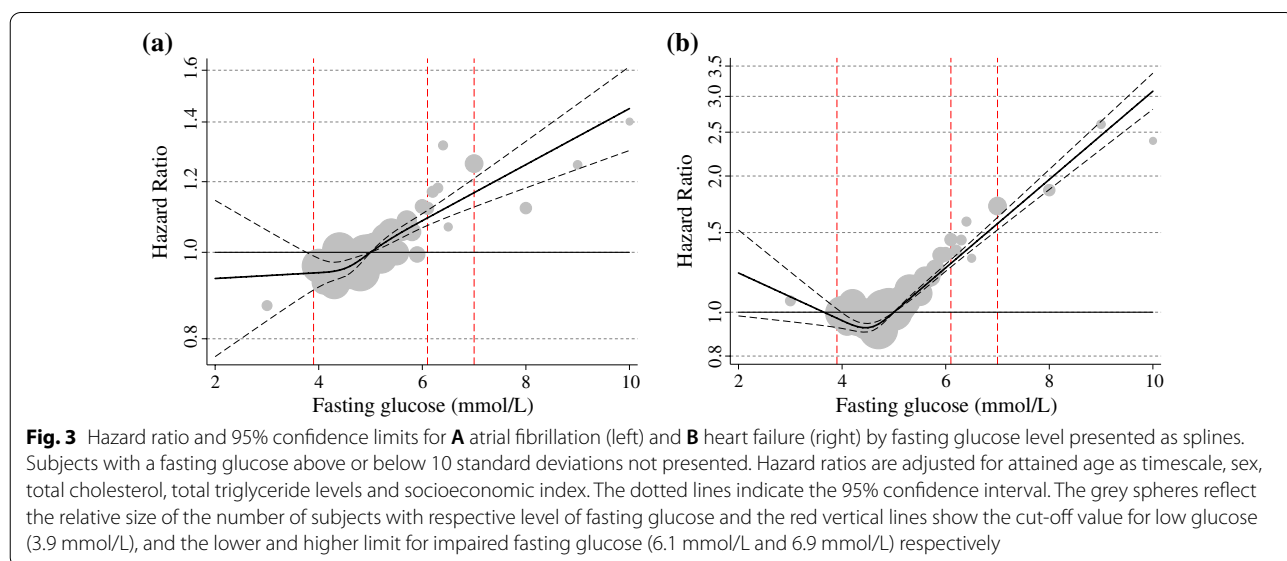 (a)
(b)
Hazard Ratio
1.6
1.4
1.2
1.0
0.8
2 4 6 8 10
Fasting glucose (mmol/L)
Hazard Ratio
3.5
3.0
2.5
2.0
1.5
1.0
0.8
2 4 6 8 10
Fasting glucose (mmol/L)
Fig. 3 Hazard ratio and 95% confidence limits for A atrial fibrillation (left) and B heart failure (right) by fasting glucose level presented as splines.
Subjects with a fasting glucose above or below 10 standard deviations not presented. Hazard ratios are adjusted for attained age as timescale, sex,
total cholesterol, total triglyceride levels and socioeconomic index. The dotted lines indicate the 95% confidence interval. The grey spheres reflect
the relative size of the number of subjects with respective level of fasting glucose and the red vertical lines show the cut-off value for low glucose
(3.9 mmol/L), and the lower and higher limit for impaired fasting glucose (6.1 mmol/L and 6.9 mmol/L) respectively